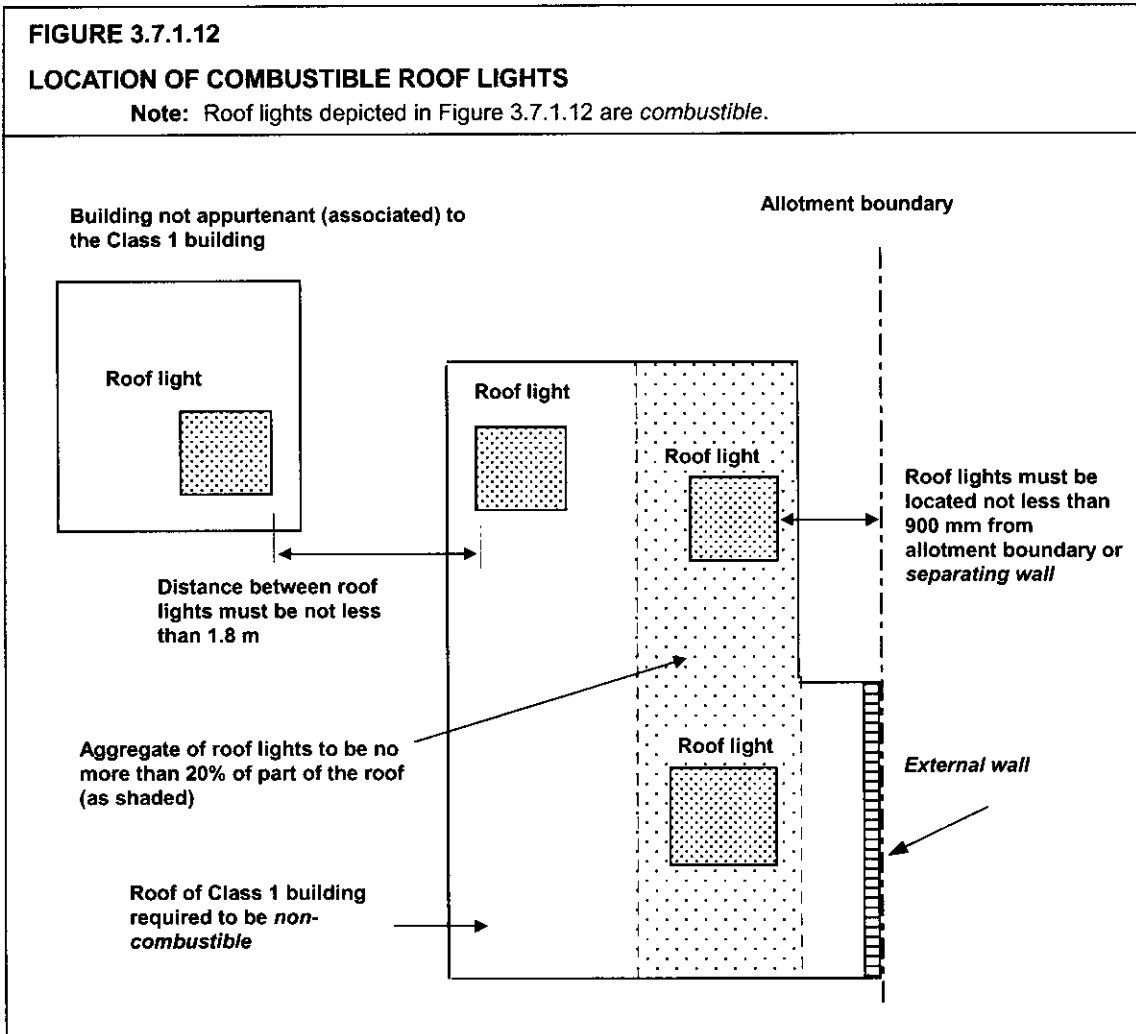 FIGURE 3.7.1.12
LOCATION OF COMBUSTIBLE ROOF LIGHTS
Note: Roof lights depicted in Figure 3.7.1.12 are combustible.
Building not appurtenant (associated) to
the Class 1 building
Allotment boundary
Roof light
Roof light
Roof light
Roof lights must be
located not less than
900 mm from
allotment boundary or
separating wall
Distance between roof
lights must be not less
than 1.8 m
Aggregate of roof lights to be no
more than 20% of part of the roof
(as shaded)
Roof light
External wall
Roof of Class 1 building
required to be non-
combustible